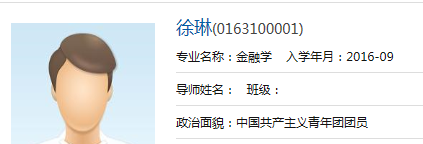 徐琳(0163100001)
专业名称：金融学 入学年月：2016-09
导师姓名： 班级：
政治面貌：中国共产主义青年团团员